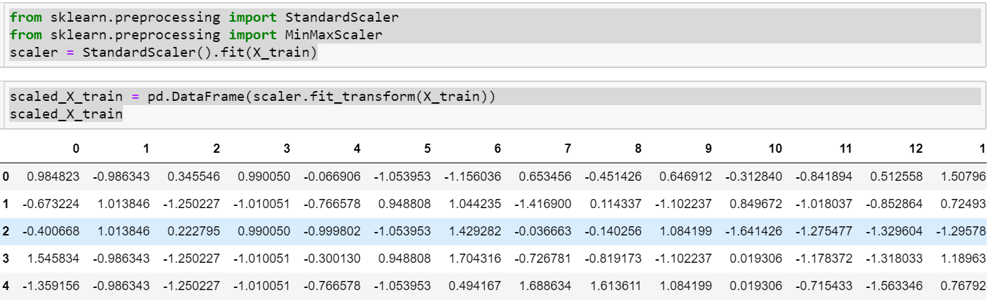 from sklearn.preprocessing import StandardScaler
from sklearn.preprocessing import MinMaxScaler
scaler = StandardScaler().fit(X_train)
scaled_X_train = pd.DataFrame(scaler.fit_transform(X_train))
scaled_X_train
0 1 2 3 4 5 6 7 8 9 10 11 12 1
0 0.984823 -0.986343 0.345546 0.990050 -0.066906 -1.053953 -1.156036 0.653456 -0.451426 0.646912 -0.312840 -0.841894 0.512558 1.50796
1 -0.673224 1.013846 -1.250227 -1.010051 -0.766578 0.948808 1.044235 -1.416900 0.114337 -1.102237 0.849672 -1.018037 -0.852864 0.72493
2 -0.400668 1.013846 0.222795 0.990050 -0.999802 -1.053953 1.429282 -0.036663 -0.140256 1.084199 -1.641426 -1.275477 -1.329604 -1.29578
3 1.545834 -0.986343 -1.250227 -1.010051 -0.300130 0.948808 1.704316 -0.726781 -0.819173 -1.102237 0.019306 -1.178372 -1.318033 1.18963
4 -1.359156 -0.986343 -1.250227 -1.010051 -0.766578 -1.053953 0.494167 1.688634 1.613611 1.084199 0.019306 -0.715433 -1.563346 0.76792